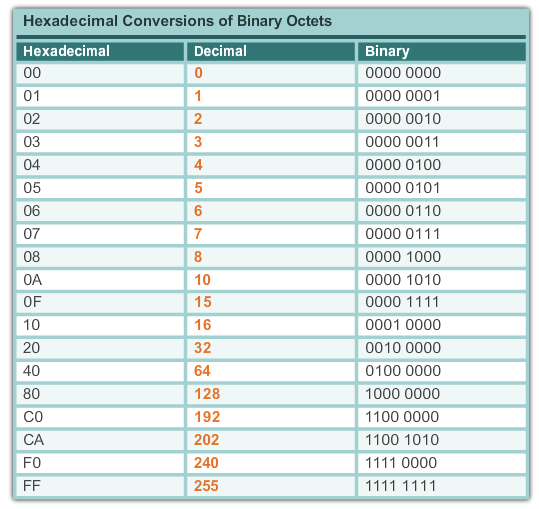 Hexadecimal Conversions of Binary Octets
Hexadecimal Decimal Binary
00 0 0000 0000
01 1 0000 0001
02 2 0000 0010
03 3 0000 0011
04 4 0000 0100
05 5 0000 0101
06 6 0000 0110
07 7 0000 0111
08 8 0000 1000
0A 10 0000 1010
0F 15 0000 1111
10 16 0001 0000
20 32 0010 0000
40 64 0100 0000
80 128 1000 0000
C0 192 1100 0000
CA 202 1100 1010
F0 240 1111 0000
FF 255 1111 1111